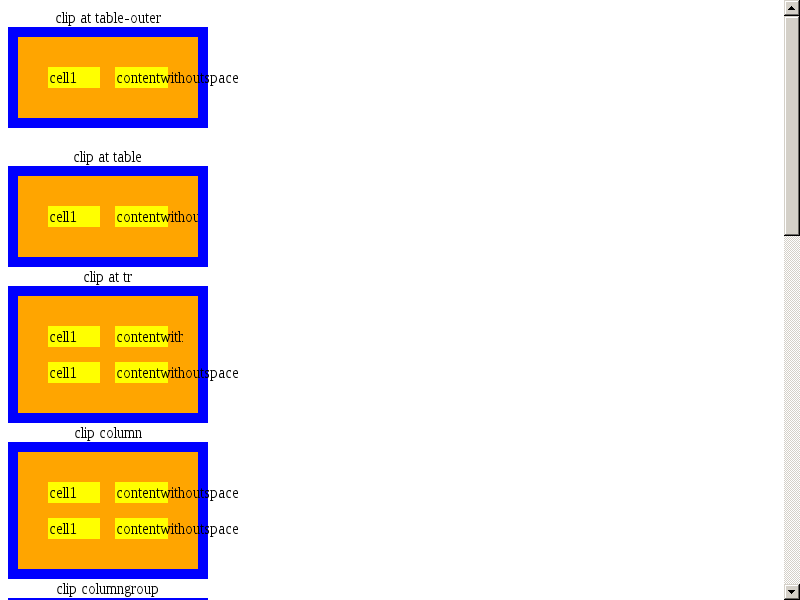 clip at table-outer
cell1 contentwithoutspace
clip at table
cell1 contentwithou
clip at tr
cell1 contentwith
cell1 contentwithoutspace
clip column
cell1 contentwithoutspace
cell1 contentwithoutspace
clip columngroup